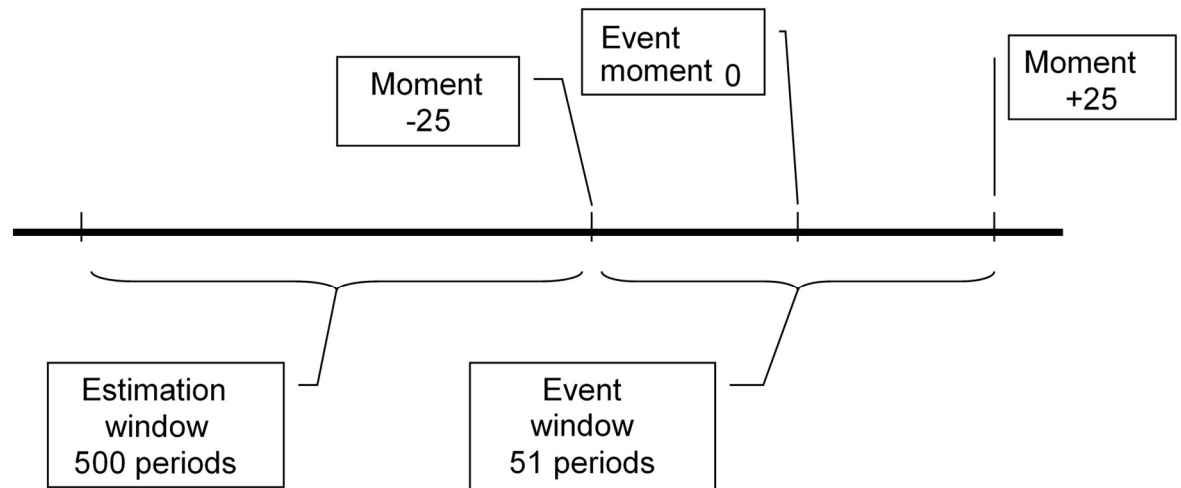 Event
moment 0
Moment
+25
Moment
-25
Estimation
window
500 periods
Event
window
51 periods